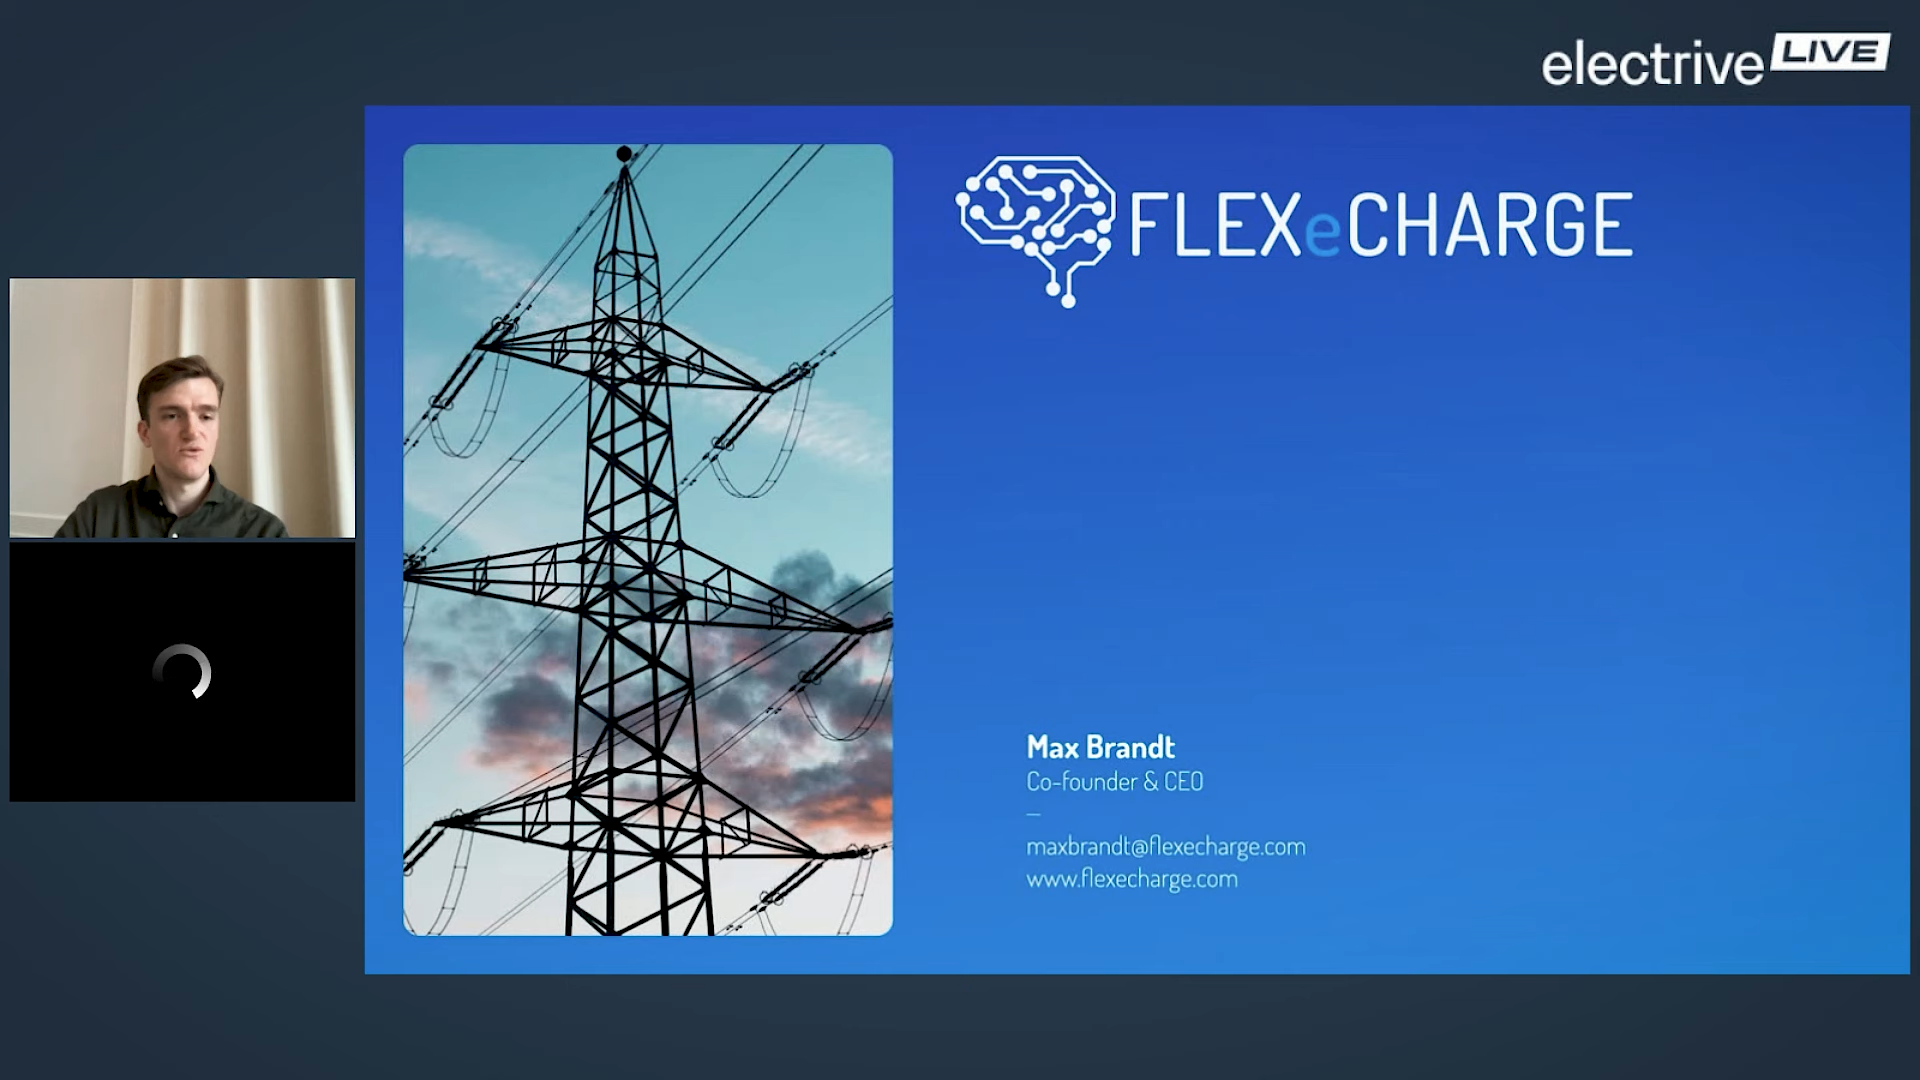 electrive LIVE
FLEXeCHARGE
Max Brandt
Co-founder & CEO
—
maxbrandt@flexecharge.com
www.flexecharge.com